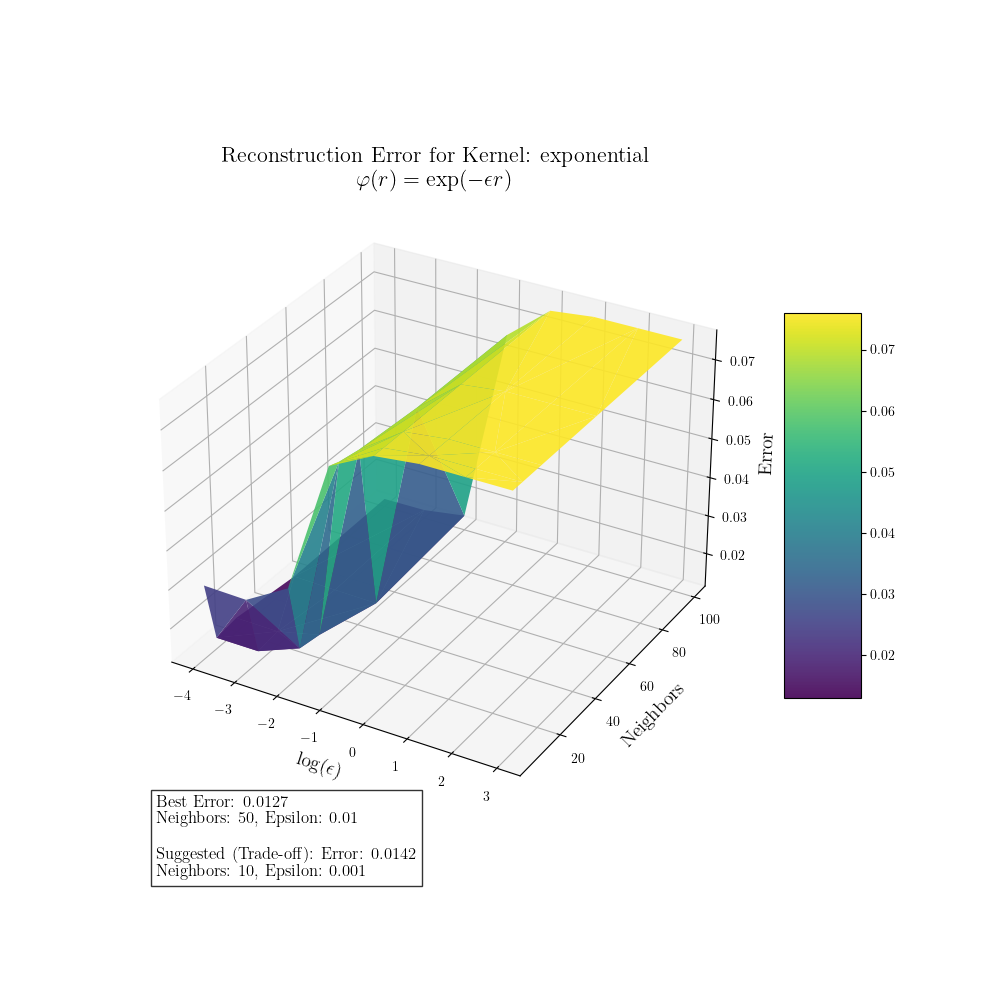 Reconstruction Error for Kernel: exponential
φ(r) = exp(−ϵr)
0.07
0.06
0.05
0.04
0.03
0.02
Error
0.07
0.06
0.05
0.04
0.03
0.02
100
80
60
40
20
Neighbors
−4
−3
−2
−1
0
1
2
3
log(ϵ)
Best Error: 0.0127
Neighbors: 50, Epsilon: 0.01
Suggested (Trade-off): Error: 0.0142
Neighbors: 10, Epsilon: 0.001